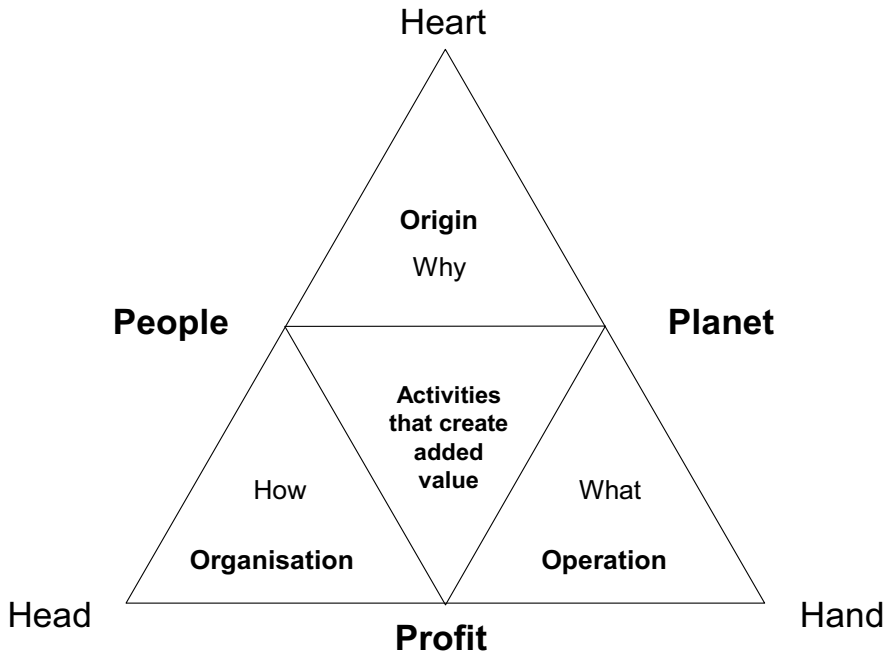 Heart
Origin
Why
People
Planet
Activities
that create
added
value
How
What
Organisation
Operation
Head
Hand
Profit